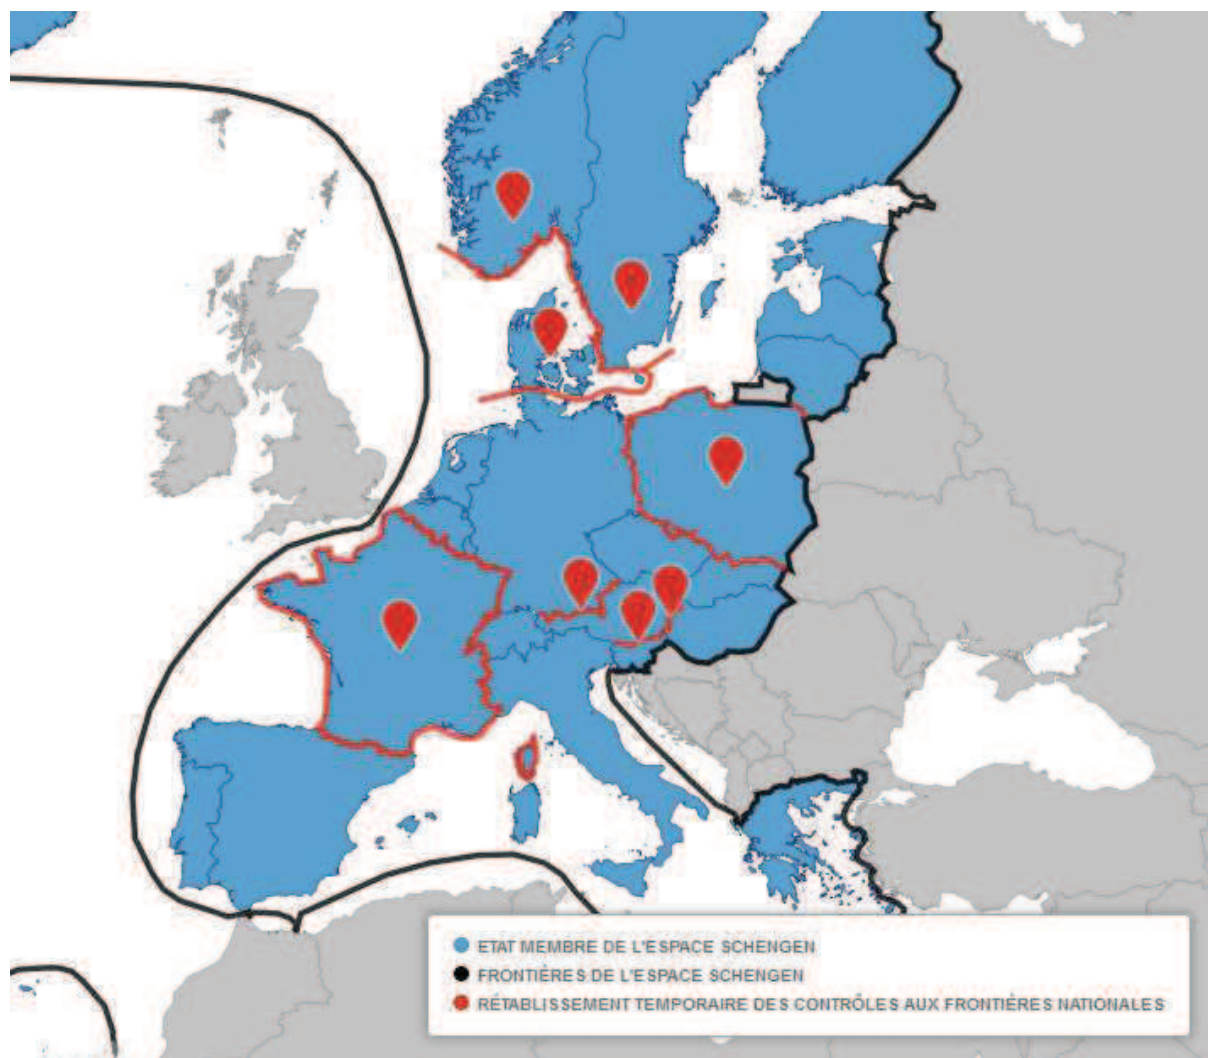 ETAT MEMBRE DE L'ESPACE SCHENGEN
FRONTIÈRES DE L'ESPACE SCHENGEN
RÉTABLISSEMENT TEMPORAIRE DES CONTRÔLES AUX FRONTIÈRES NATIONALES